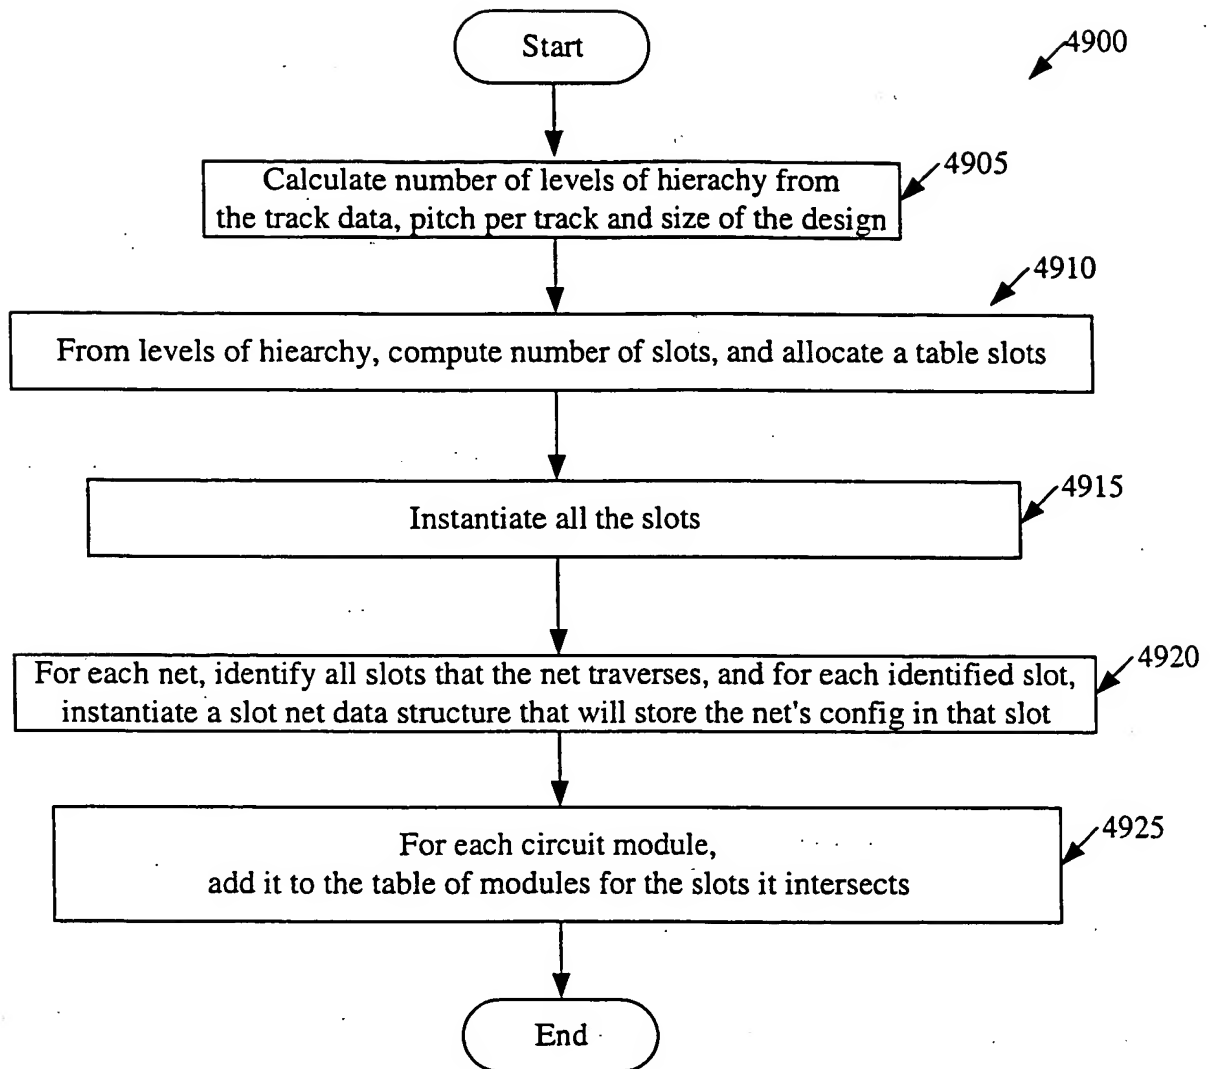 Start
4900
4905
Calculate number of levels of hierachy from
the track data, pitch per track and size of the design
4910
From levels of hiearchy, compute number of slots, and allocate a table slots
4915
Instantiate all the slots
4920
For each net, identify all slots that the net traverses, and for each identified slot,
instantiate a slot net data structure that will store the net's config in that slot
4925
For each circuit module,
add it to the table of modules for the slots it intersects
End